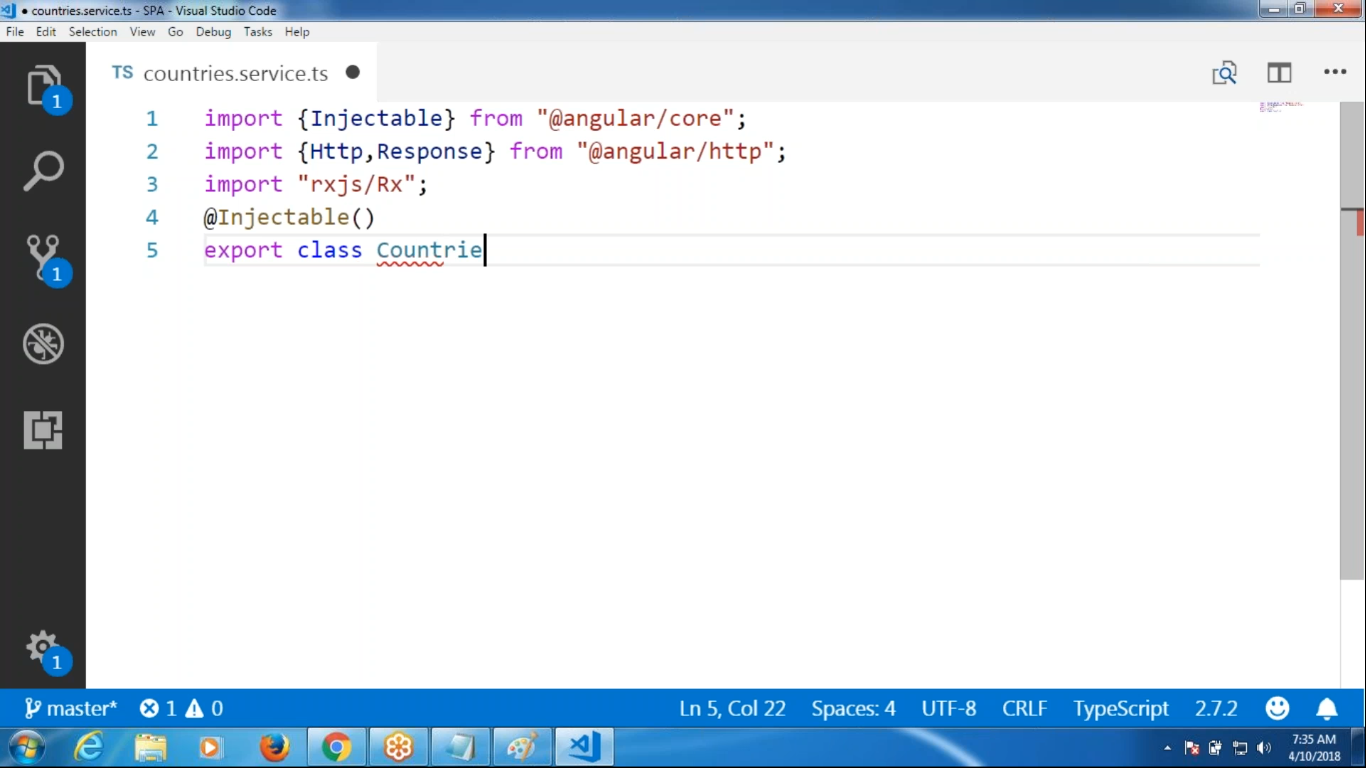 ● countries.service.ts - SPA - Visual Studio Code
File Edit Selection View Go Debug Tasks Help
TS countries.service.ts
1 import {Injectable} from "@angular/core";
2 import {Http,Response} from "@angular/http";
3 import "rxjs/Rx";
4 @Injectable()
5 export class Countrie
1
1
1
master* 1 0 Ln 5, Col 22 Spaces: 4 UTF-8 CRLF TypeScript 2.7.2
7:35 AM
4/10/2018